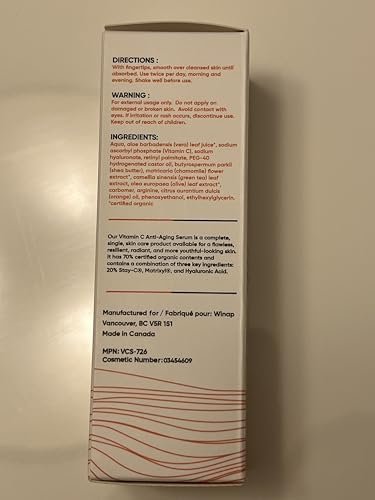 DIRECTIONS :
With fingertips, smooth over cleansed skin until
absorbed. Use twice per day, morning and
evening. Shake well before use.
WARNING :
For external usage only. Do not apply on
damaged or broken skin. Avoid contact with
eyes. If irritation or rash occurs, discontinue use.
Keep out of reach of children.
INGREDIENTS:
Aqua, aloe barbadensis (vera) leaf juice*, sodium
ascorbyl phosphate (Vitamin C), sodium
hyaluronate, retinyl palmitate, PEG-40
hydrogenated castor oil, butyrospermum parkii
(shea butter), matricaria (chamomile) flower
extract*, camellia sinensis (green tea) leaf
extract, olea europaea (olive) leaf extract*,
carbomer, arginine, citrus aurantium dulcis
(orange) oil, phenoxyethanol, ethylhexylglycerin.
*certified organic
Our Vitamin C Anti-Aging Serum is a complete,
single, skin care product available for a flawless,
resilient, radiant, and more youthful-looking skin.
It has 70% certified organic contents and
contains a combination of three key ingredients:
20% Stay-C®, Matrixyl®, and Hyaluronic Acid.
Manufactured for / Fabriqué pour: Winap
Vancouver, BC V5R 1S1
Made in Canada
MPN: VCS-726
Cosmetic Number: 03454609